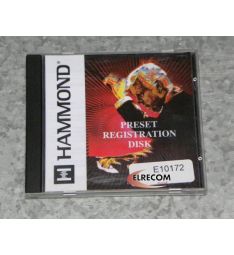 HAMMOND®
A
PRESET
REGISTRATION
DISK
E10172
ELRECOM